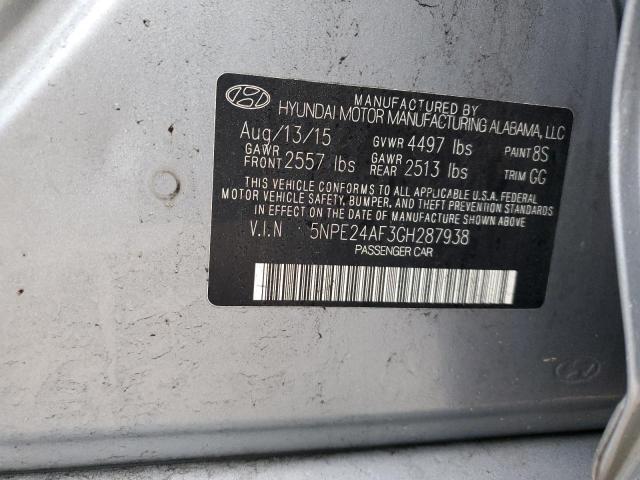 MANUFACTURED BY
HYUNDAI MOTOR MANUFACTURING ALABAMA, LLC
Aug/13/15 GVWR 4497 lbs PAINT 8S
GAWR FRONT 2557 lbs GAWR REAR 2513 lbs TRIM GG
THIS VEHICLE CONFORMS TO ALL APPLICABLE U.S.A. FEDERAL
MOTOR VEHICLE SAFETY, BUMPER, AND THEFT PREVENTION STANDARDS
IN EFFECT ON THE DATE OF MANUFACTURE SHOWN ABOVE
V.I.N 5NPE24AF3GH287938
PASSENGER CAR